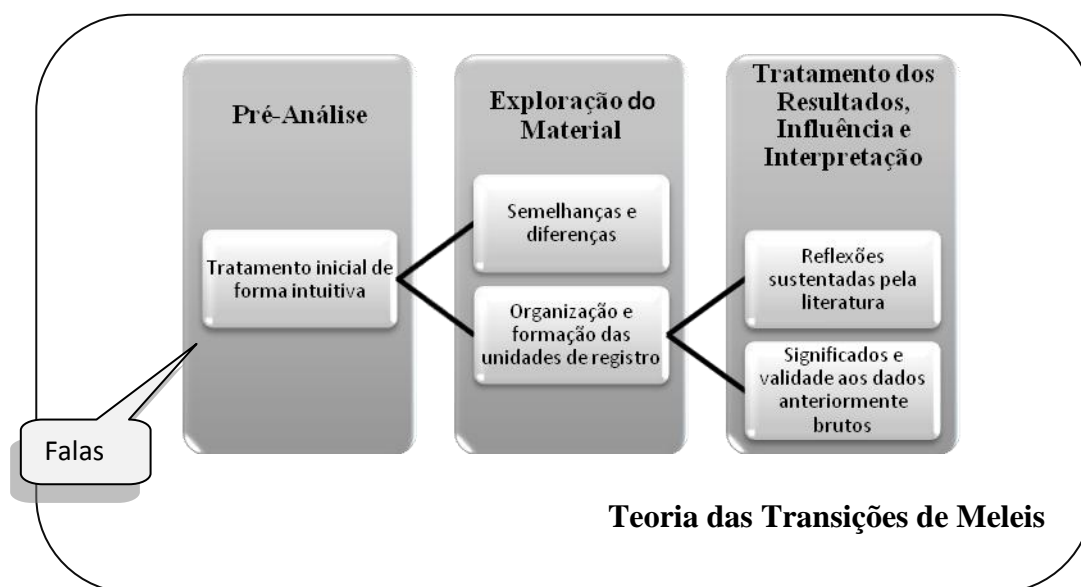 Pré-Análise
Tratamento inicial de
forma intuitiva
Falas
Exploração do
Material
Semelhanças e
diferenças
Organização e
formação das
unidades de registro
Tratamento dos
Resultados,
Influência e
Interpretação
Reflexões
sustentadas pela
literatura
Significados e
validade aos dados
anteriormente
brutos
Teoria das Transições de Meleis